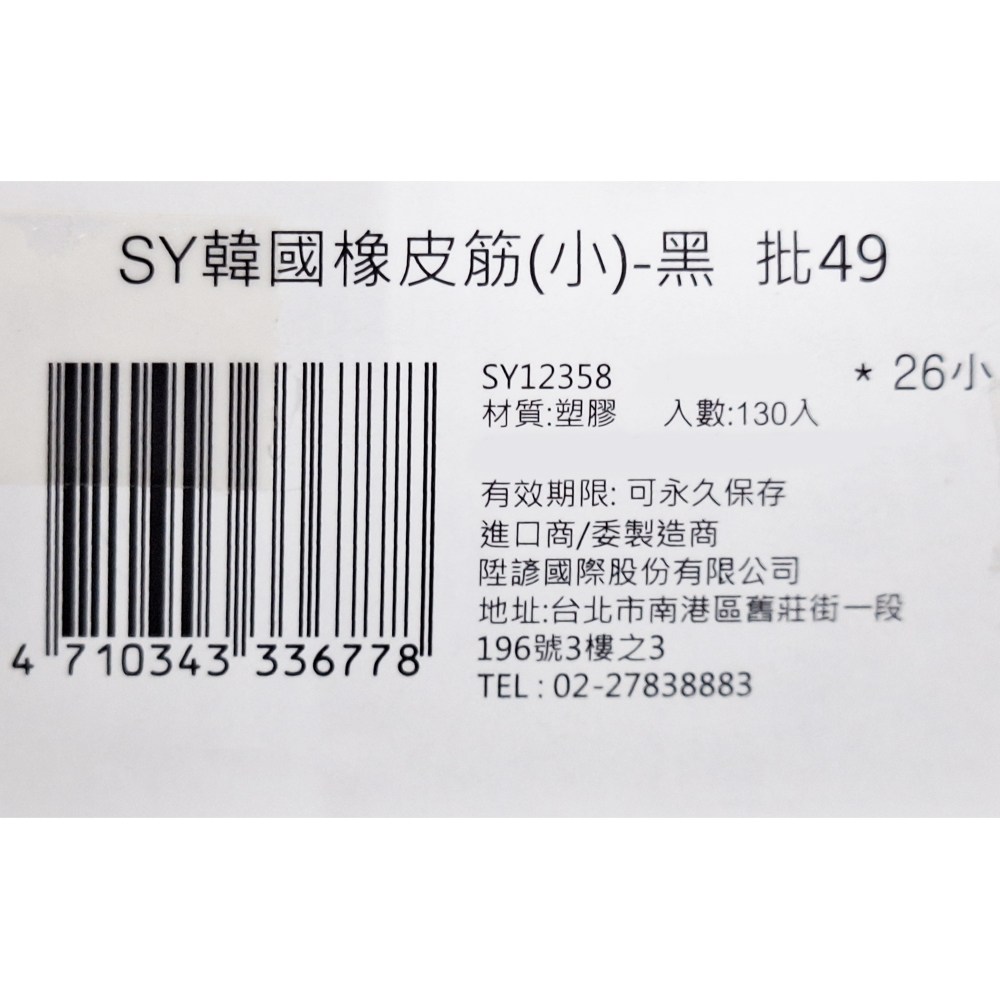 SY韓國橡皮筋(小)-黑 批49
SY12358
* 26小
材質:塑膠 入數:130入
有效期限: 可永久保存
進口商/委製造商
陞諺國際股份有限公司
地址:台北市南港區舊莊街一段
196號3樓之3
TEL : 02-27838883
4 710343 336778